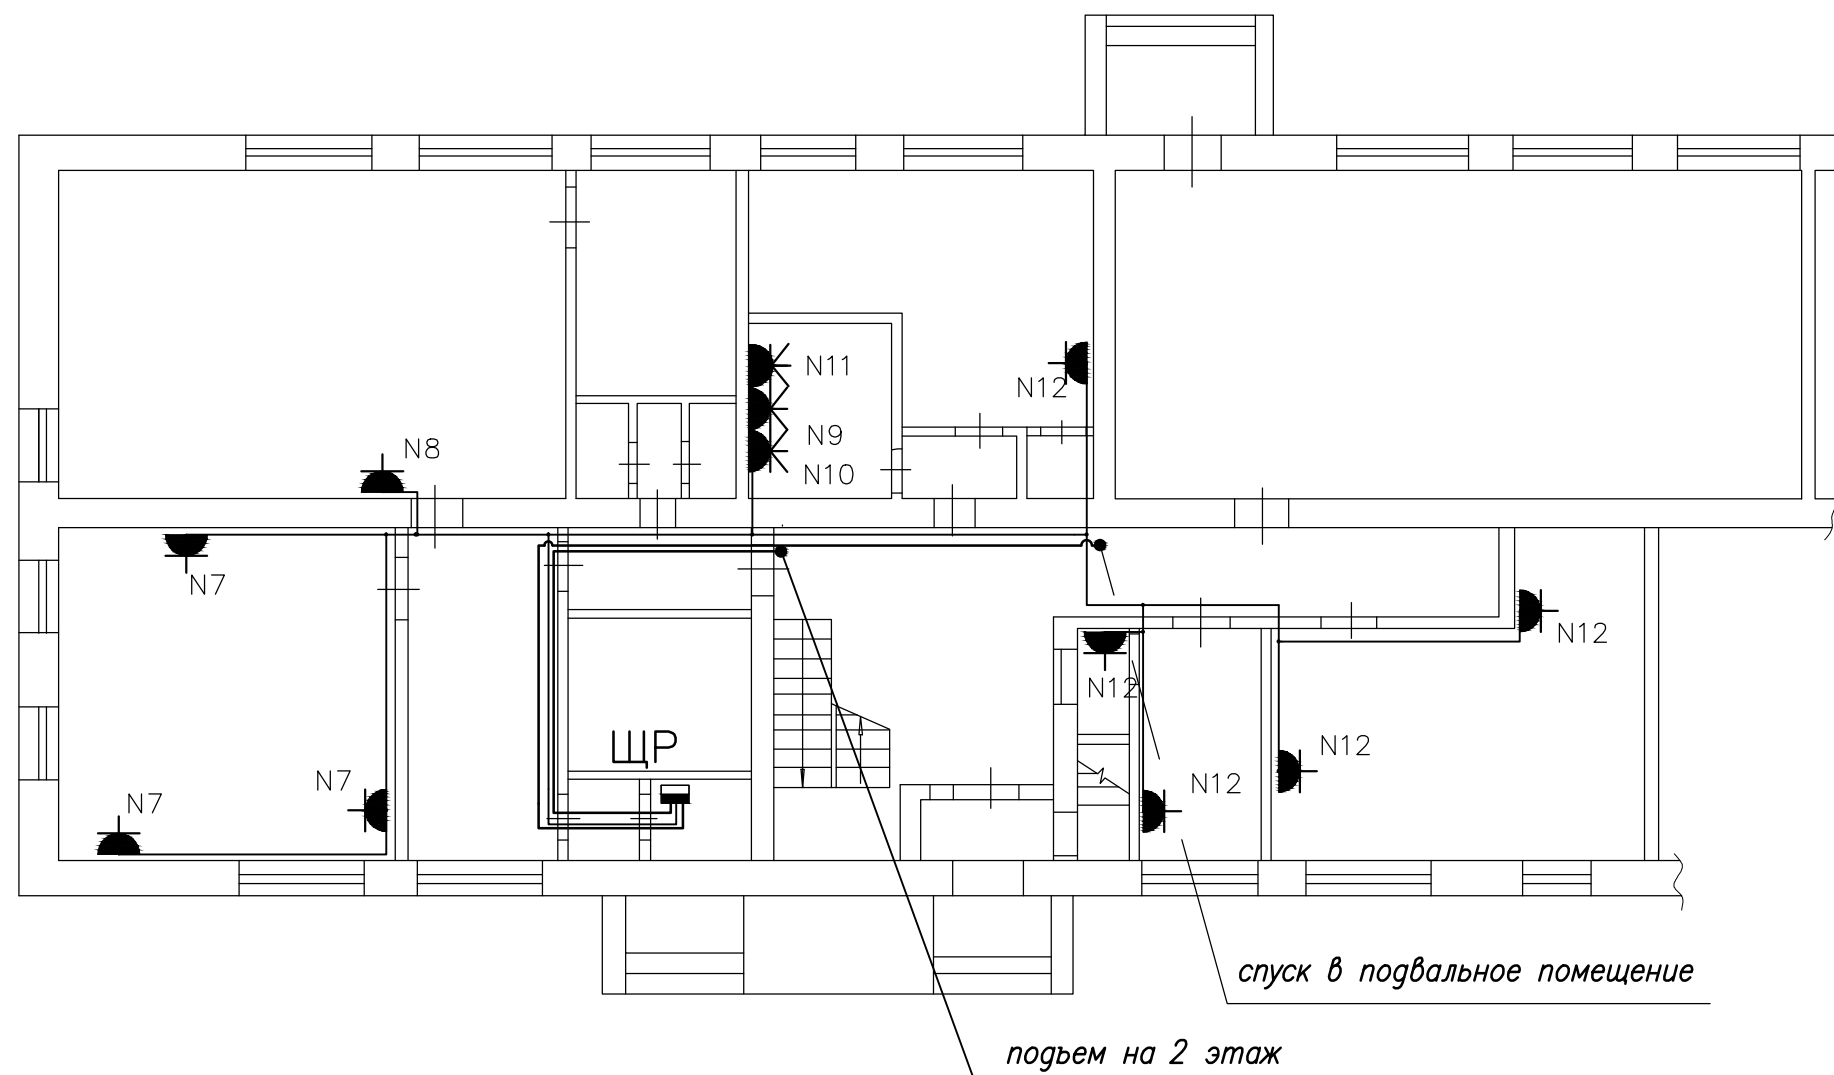 N11
N12
N8
N9
N10
N7
N12
N12
ЩР
N12
N7
N12
N7
спуск в подвальное помещение
подъем на 2 этаж